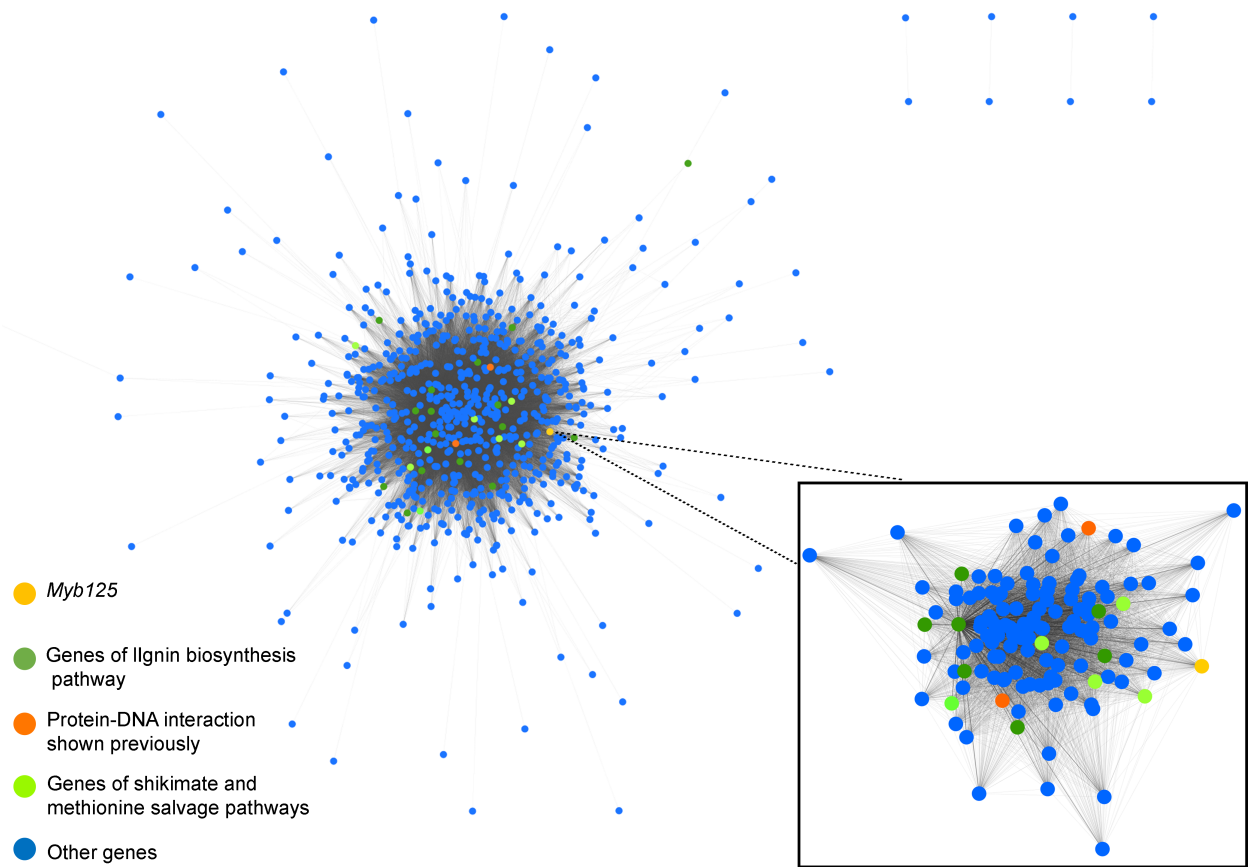 Myb125
Genes of lIgnin biosynthesis
pathway
Protein-DNA interaction
shown previously
Genes of shikimate and
methionine salvage pathways
Other genes